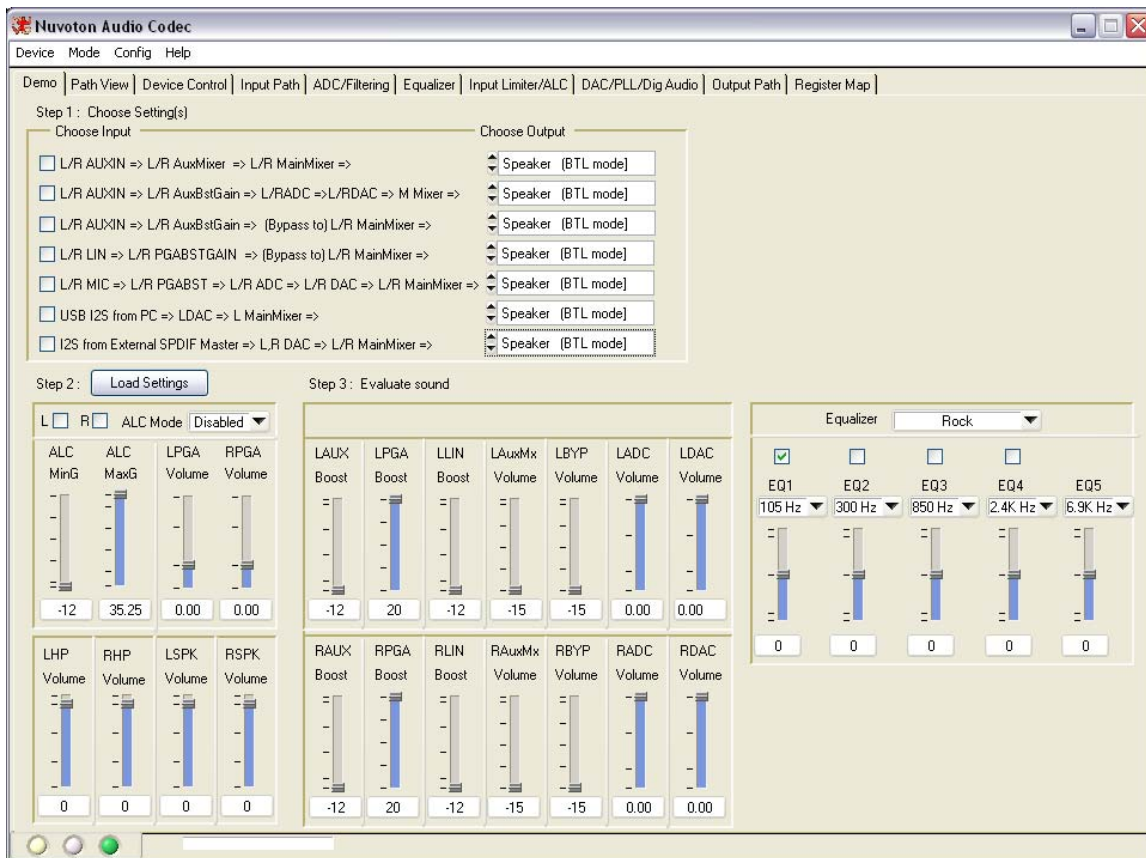 Nuvoton Audio Codec
Device Mode Config Help
Demo Path View Device Control Input Path ADC/Filtering Equalizer Input Limiter/ALC DAC/PLL/Dig Audio Output Path Register Map
Step 1 : Choose Setting(s)
Choose Input Choose Output
L/R AUXIN => L/R AuxMixer => L/R MainMixer => Speaker (BTL mode)
L/R AUXIN => L/R AuxBstGain => L/RADC =>L/RDAC => M Mixer => Speaker (BTL mode)
L/R AUXIN => L/R AuxBstGain => (Bypass to) L/R MainMixer => Speaker (BTL mode)
L/R LIN => L/R PGABSTGAIN => (Bypass to) L/R MainMixer => Speaker (BTL mode)
L/R MIC => L/R PGABST => L/R ADC => L/R DAC => L/R MainMixer => Speaker (BTL mode)
USB I2S from PC => LDAC => L MainMixer => Speaker (BTL mode)
I2S from External SPDIF Master => L,R DAC => L/R MainMixer => Speaker (BTL mode)
Step 2 : Load Settings Step 3 : Evaluate sound
L R ALC Mode Disabled
ALC MinG ALC MaxG LPGA Volume RPGA Volume
-12 35.25 0.00 0.00
LHP Volume RHP Volume LSPK Volume RSPK Volume
0 0 0 0
LAUX Boost LPGA Boost LLIN Boost LAuxMx Volume LBYP Volume LADC Volume LDAC Volume
-12 20 -12 -15 -15 0.00 0.00
RAUX Boost RPGA Boost RLIN Boost RAuxMx Volume RBYP Volume RADC Volume RDAC Volume
-12 20 -12 -15 -15 0.00 0.00
Equalizer Rock
EQ1 EQ2 EQ3 EQ4 EQ5
105 Hz 300 Hz 850 Hz 2.4K Hz 6.9K Hz
0 0 0 0 0